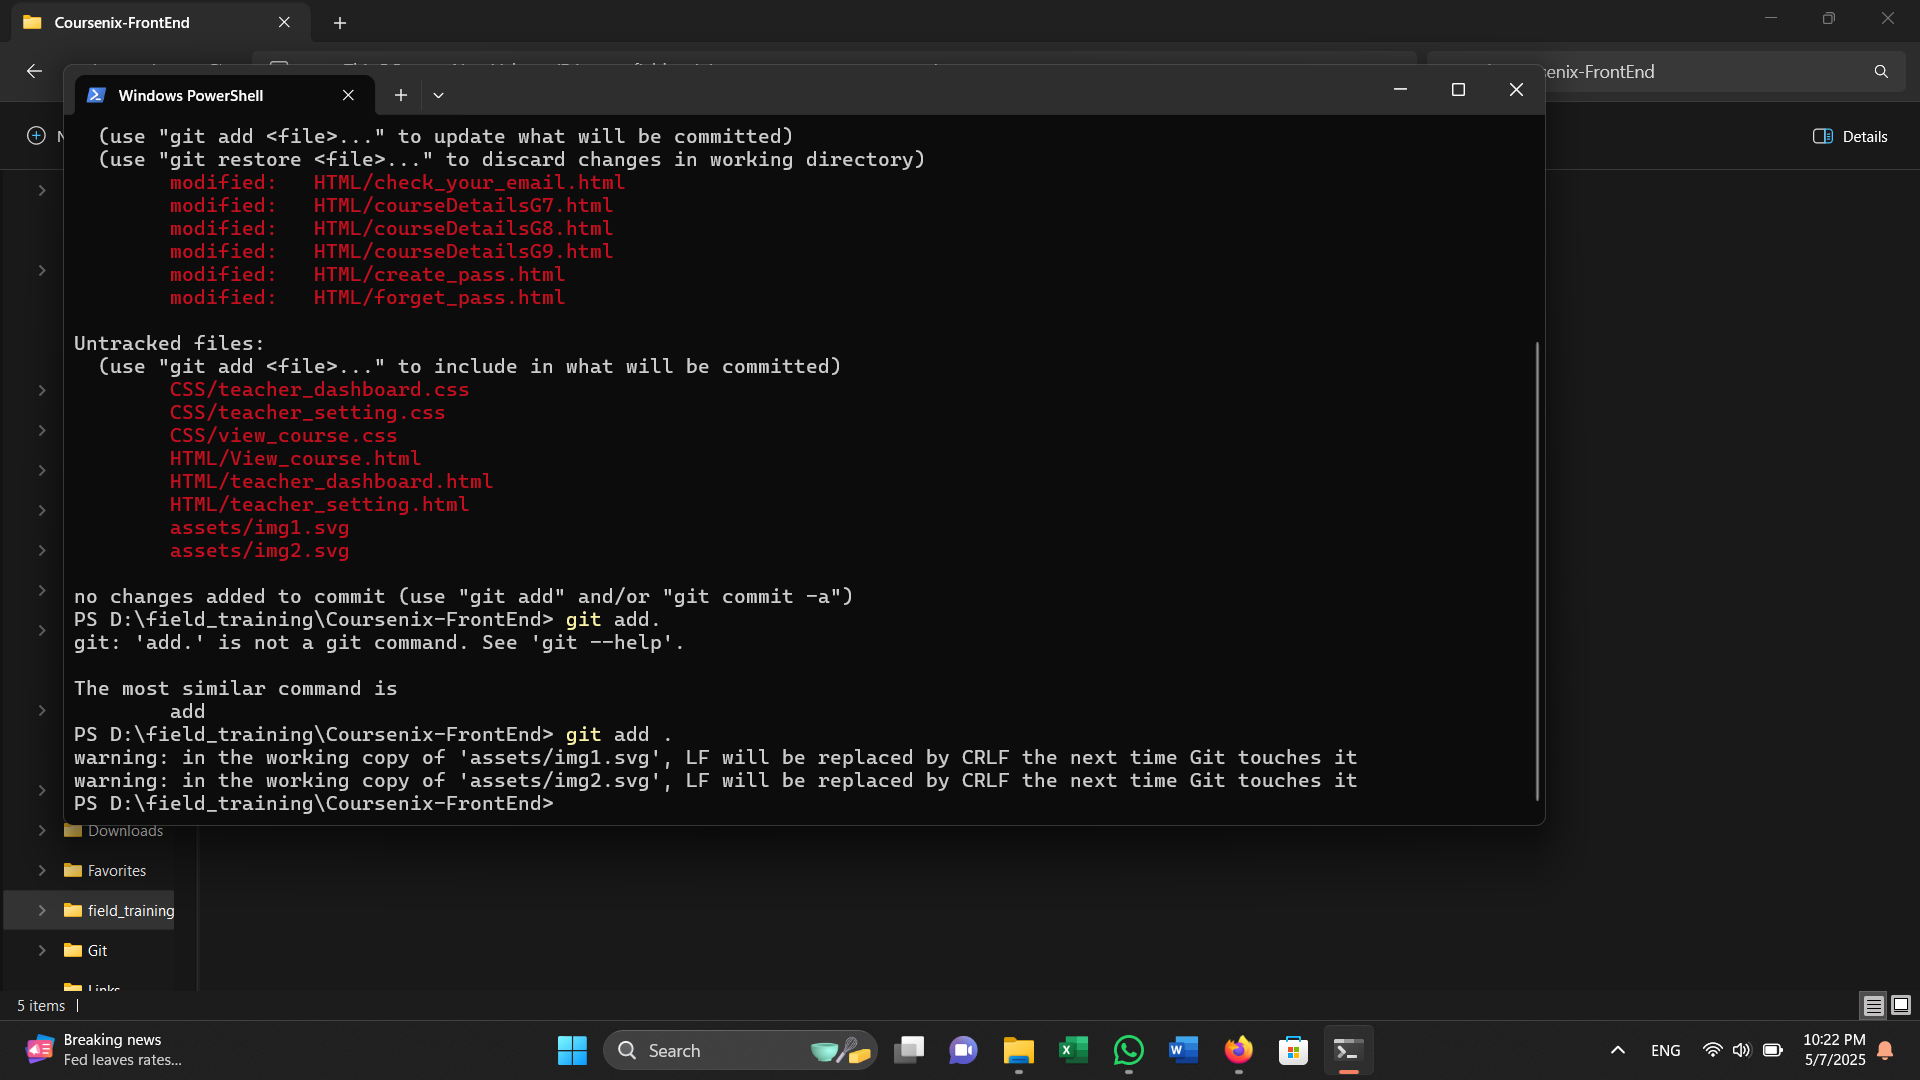 Coursenix-FrontEnd
enix-FrontEnd
Windows PowerShell
Details
(use "git add <file>..." to update what will be committed)
(use "git restore <file>..." to discard changes in working directory)
modified:   HTML/check_your_email.html
modified:   HTML/courseDetailsG7.html
modified:   HTML/courseDetailsG8.html
modified:   HTML/courseDetailsG9.html
modified:   HTML/create_pass.html
modified:   HTML/forget_pass.html
Untracked files:
(use "git add <file>..." to include in what will be committed)
CSS/teacher_dashboard.css
CSS/teacher_setting.css
CSS/view_course.css
HTML/View_course.html
HTML/teacher_dashboard.html
HTML/teacher_setting.html
assets/img1.svg
assets/img2.svg
no changes added to commit (use "git add" and/or "git commit -a")
PS D:\field_training\Coursenix-FrontEnd> git add.
git: 'add.' is not a git command. See 'git --help'.
The most similar command is
add
PS D:\field_training\Coursenix-FrontEnd> git add .
warning: in the working copy of 'assets/img1.svg', LF will be replaced by CRLF the next time Git touches it
warning: in the working copy of 'assets/img2.svg', LF will be replaced by CRLF the next time Git touches it
PS D:\field_training\Coursenix-FrontEnd>
Downloads
Favorites
field_training
Git
Links
5 items
Breaking news
Fed leaves rates...
Search
ENG
10:22 PM
5/7/2025